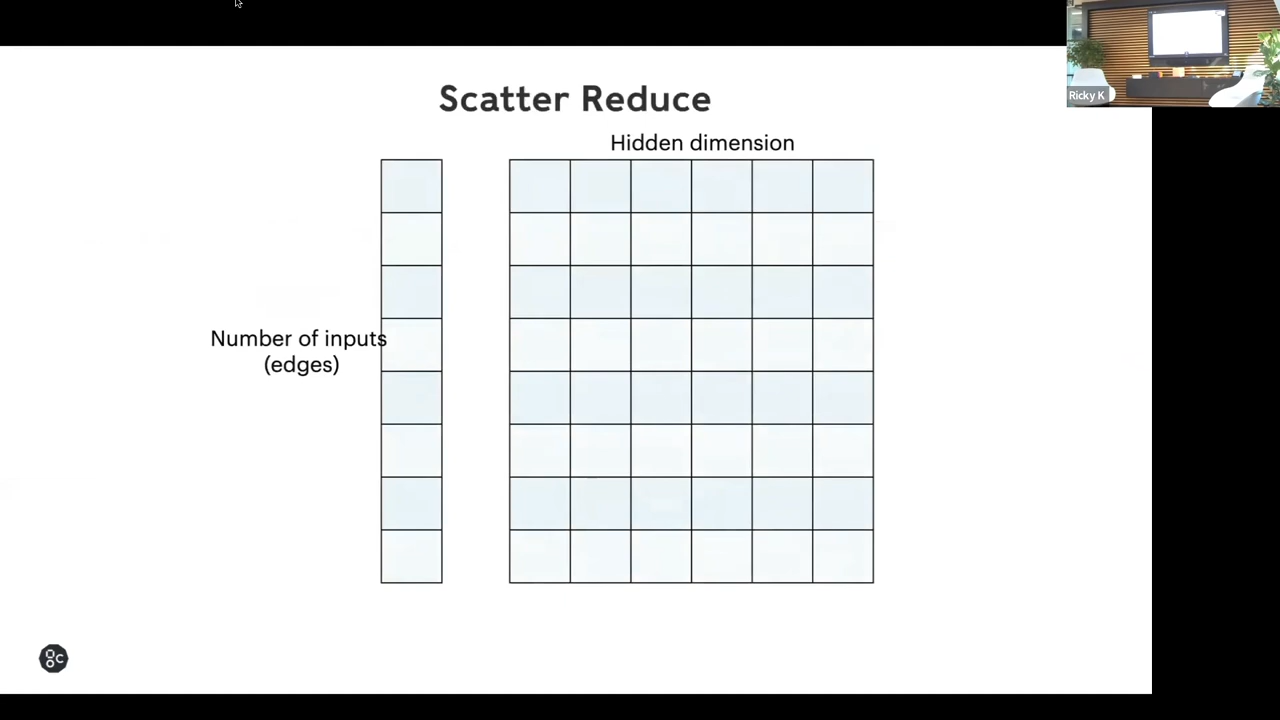 Scatter Reduce
Hidden dimension
Number of inputs
(edges)
Ricky K